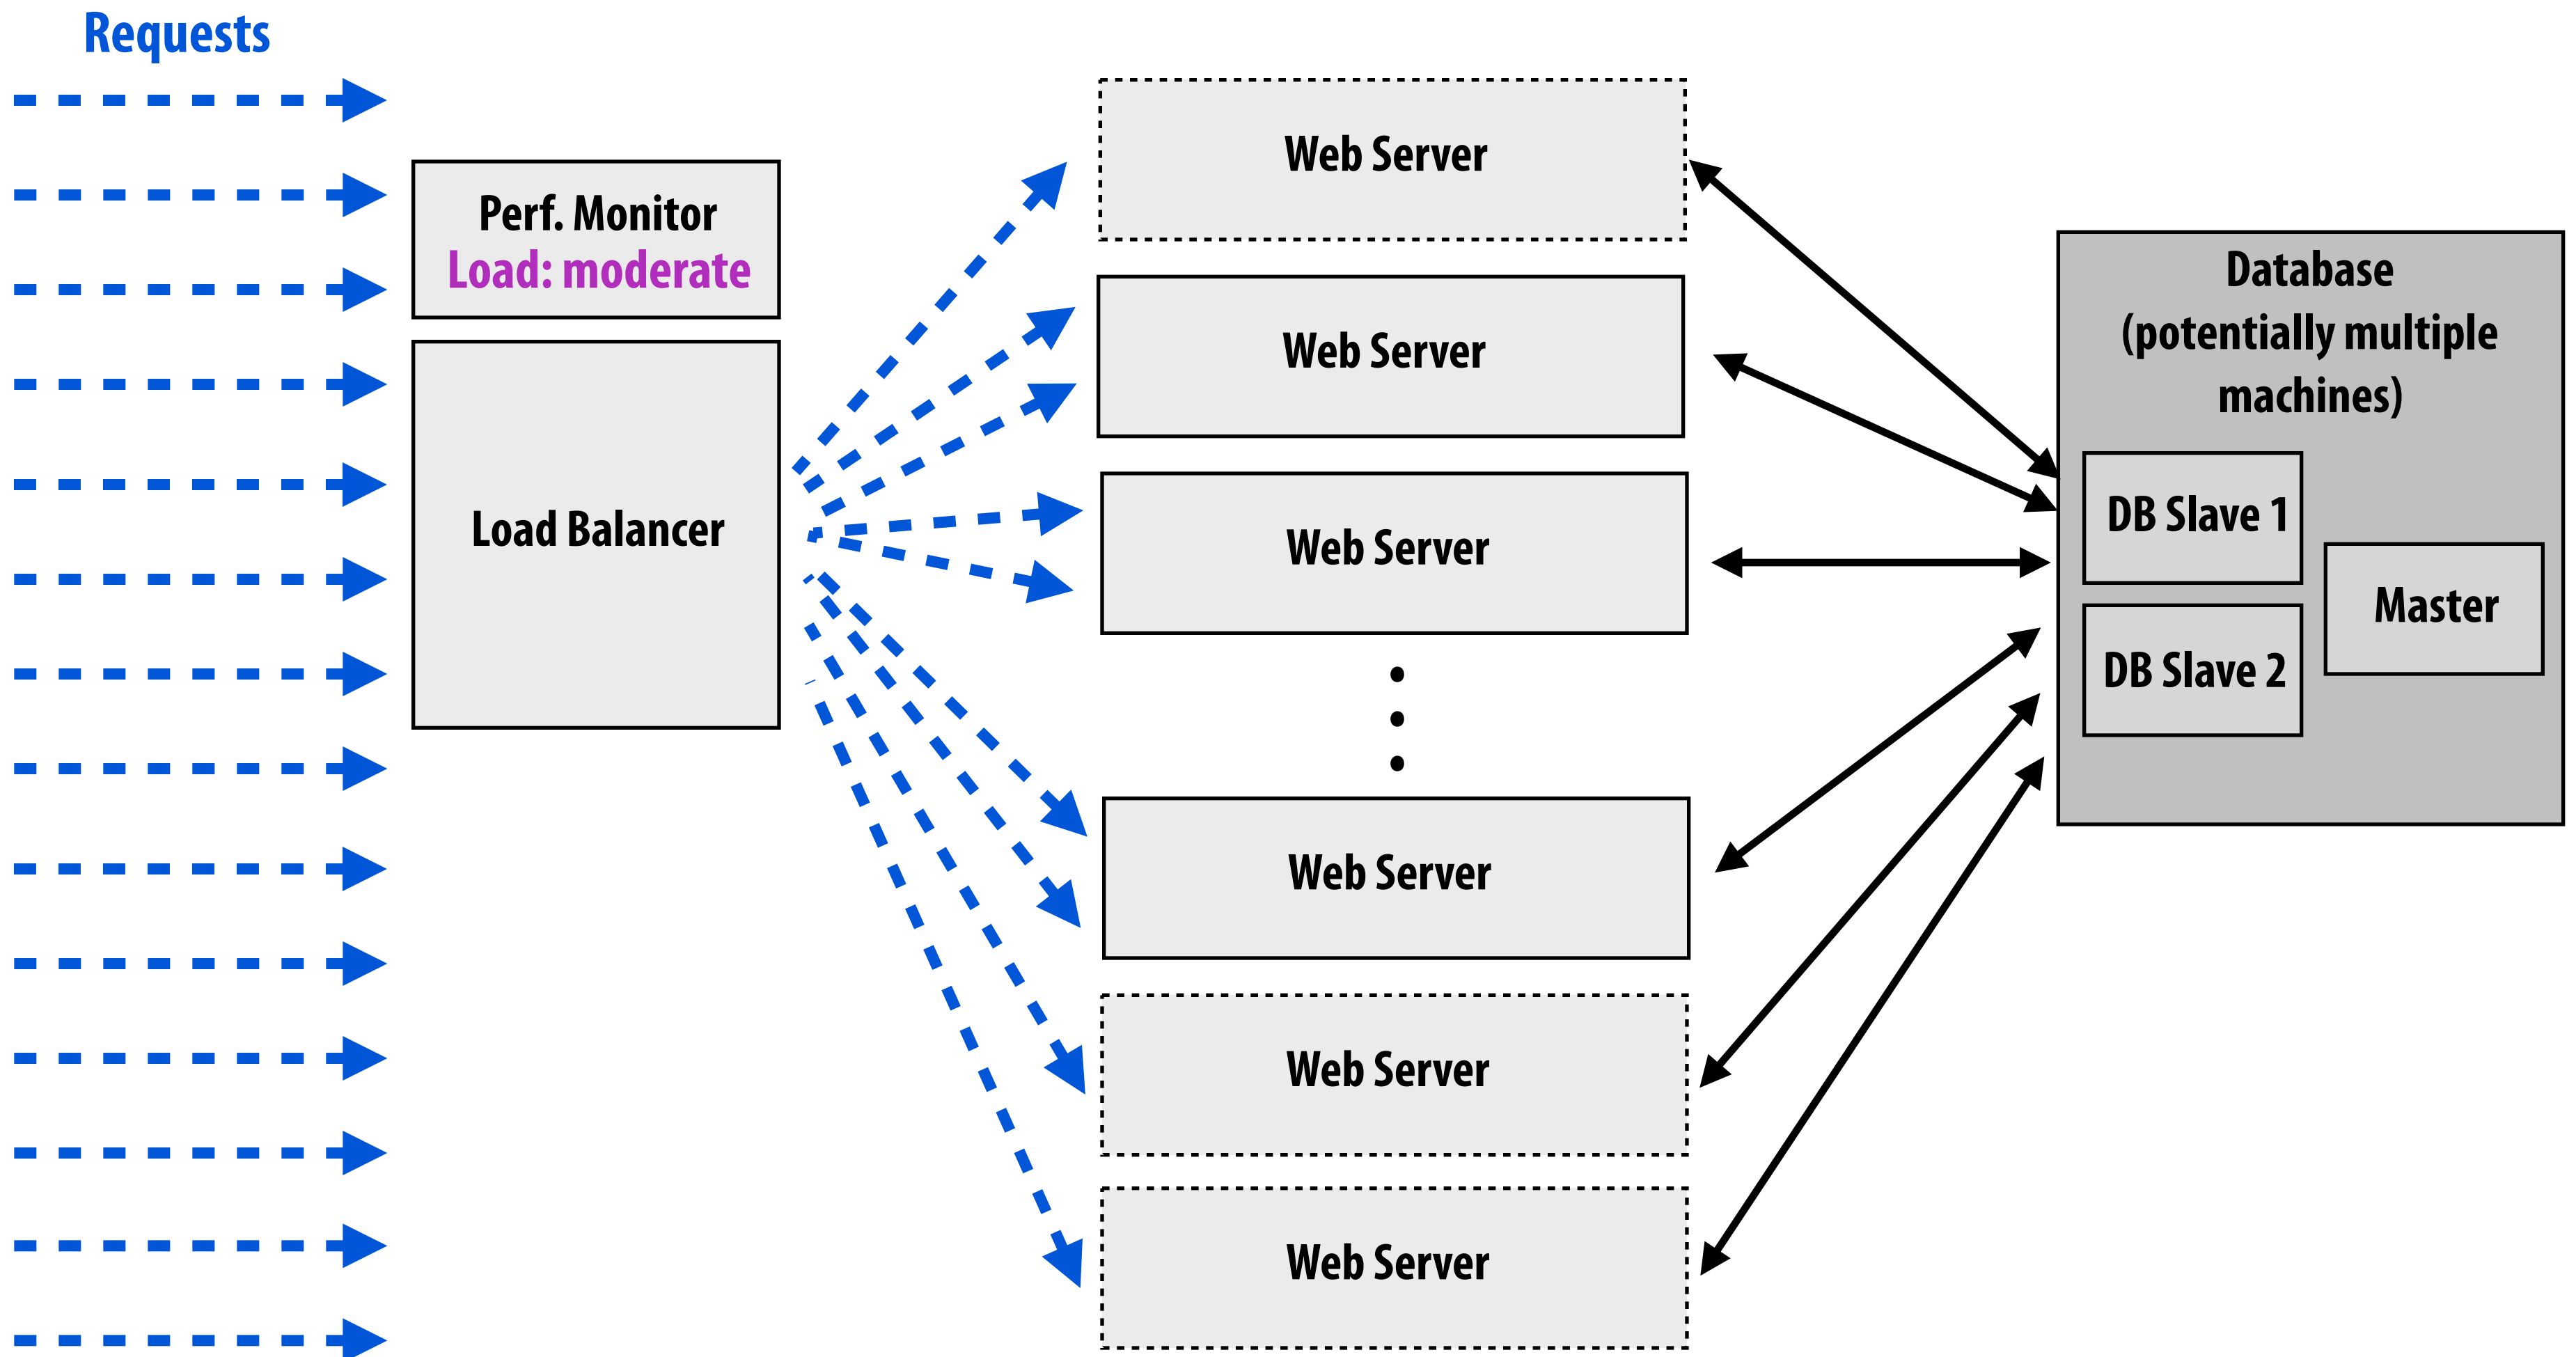 Requests
Perf. Monitor
Load: moderate
Load Balancer
Web Server
Web Server
Web Server
Web Server
Web Server
Web Server
Database
(potentially multiple
machines)
DB Slave 1
Master
DB Slave 2